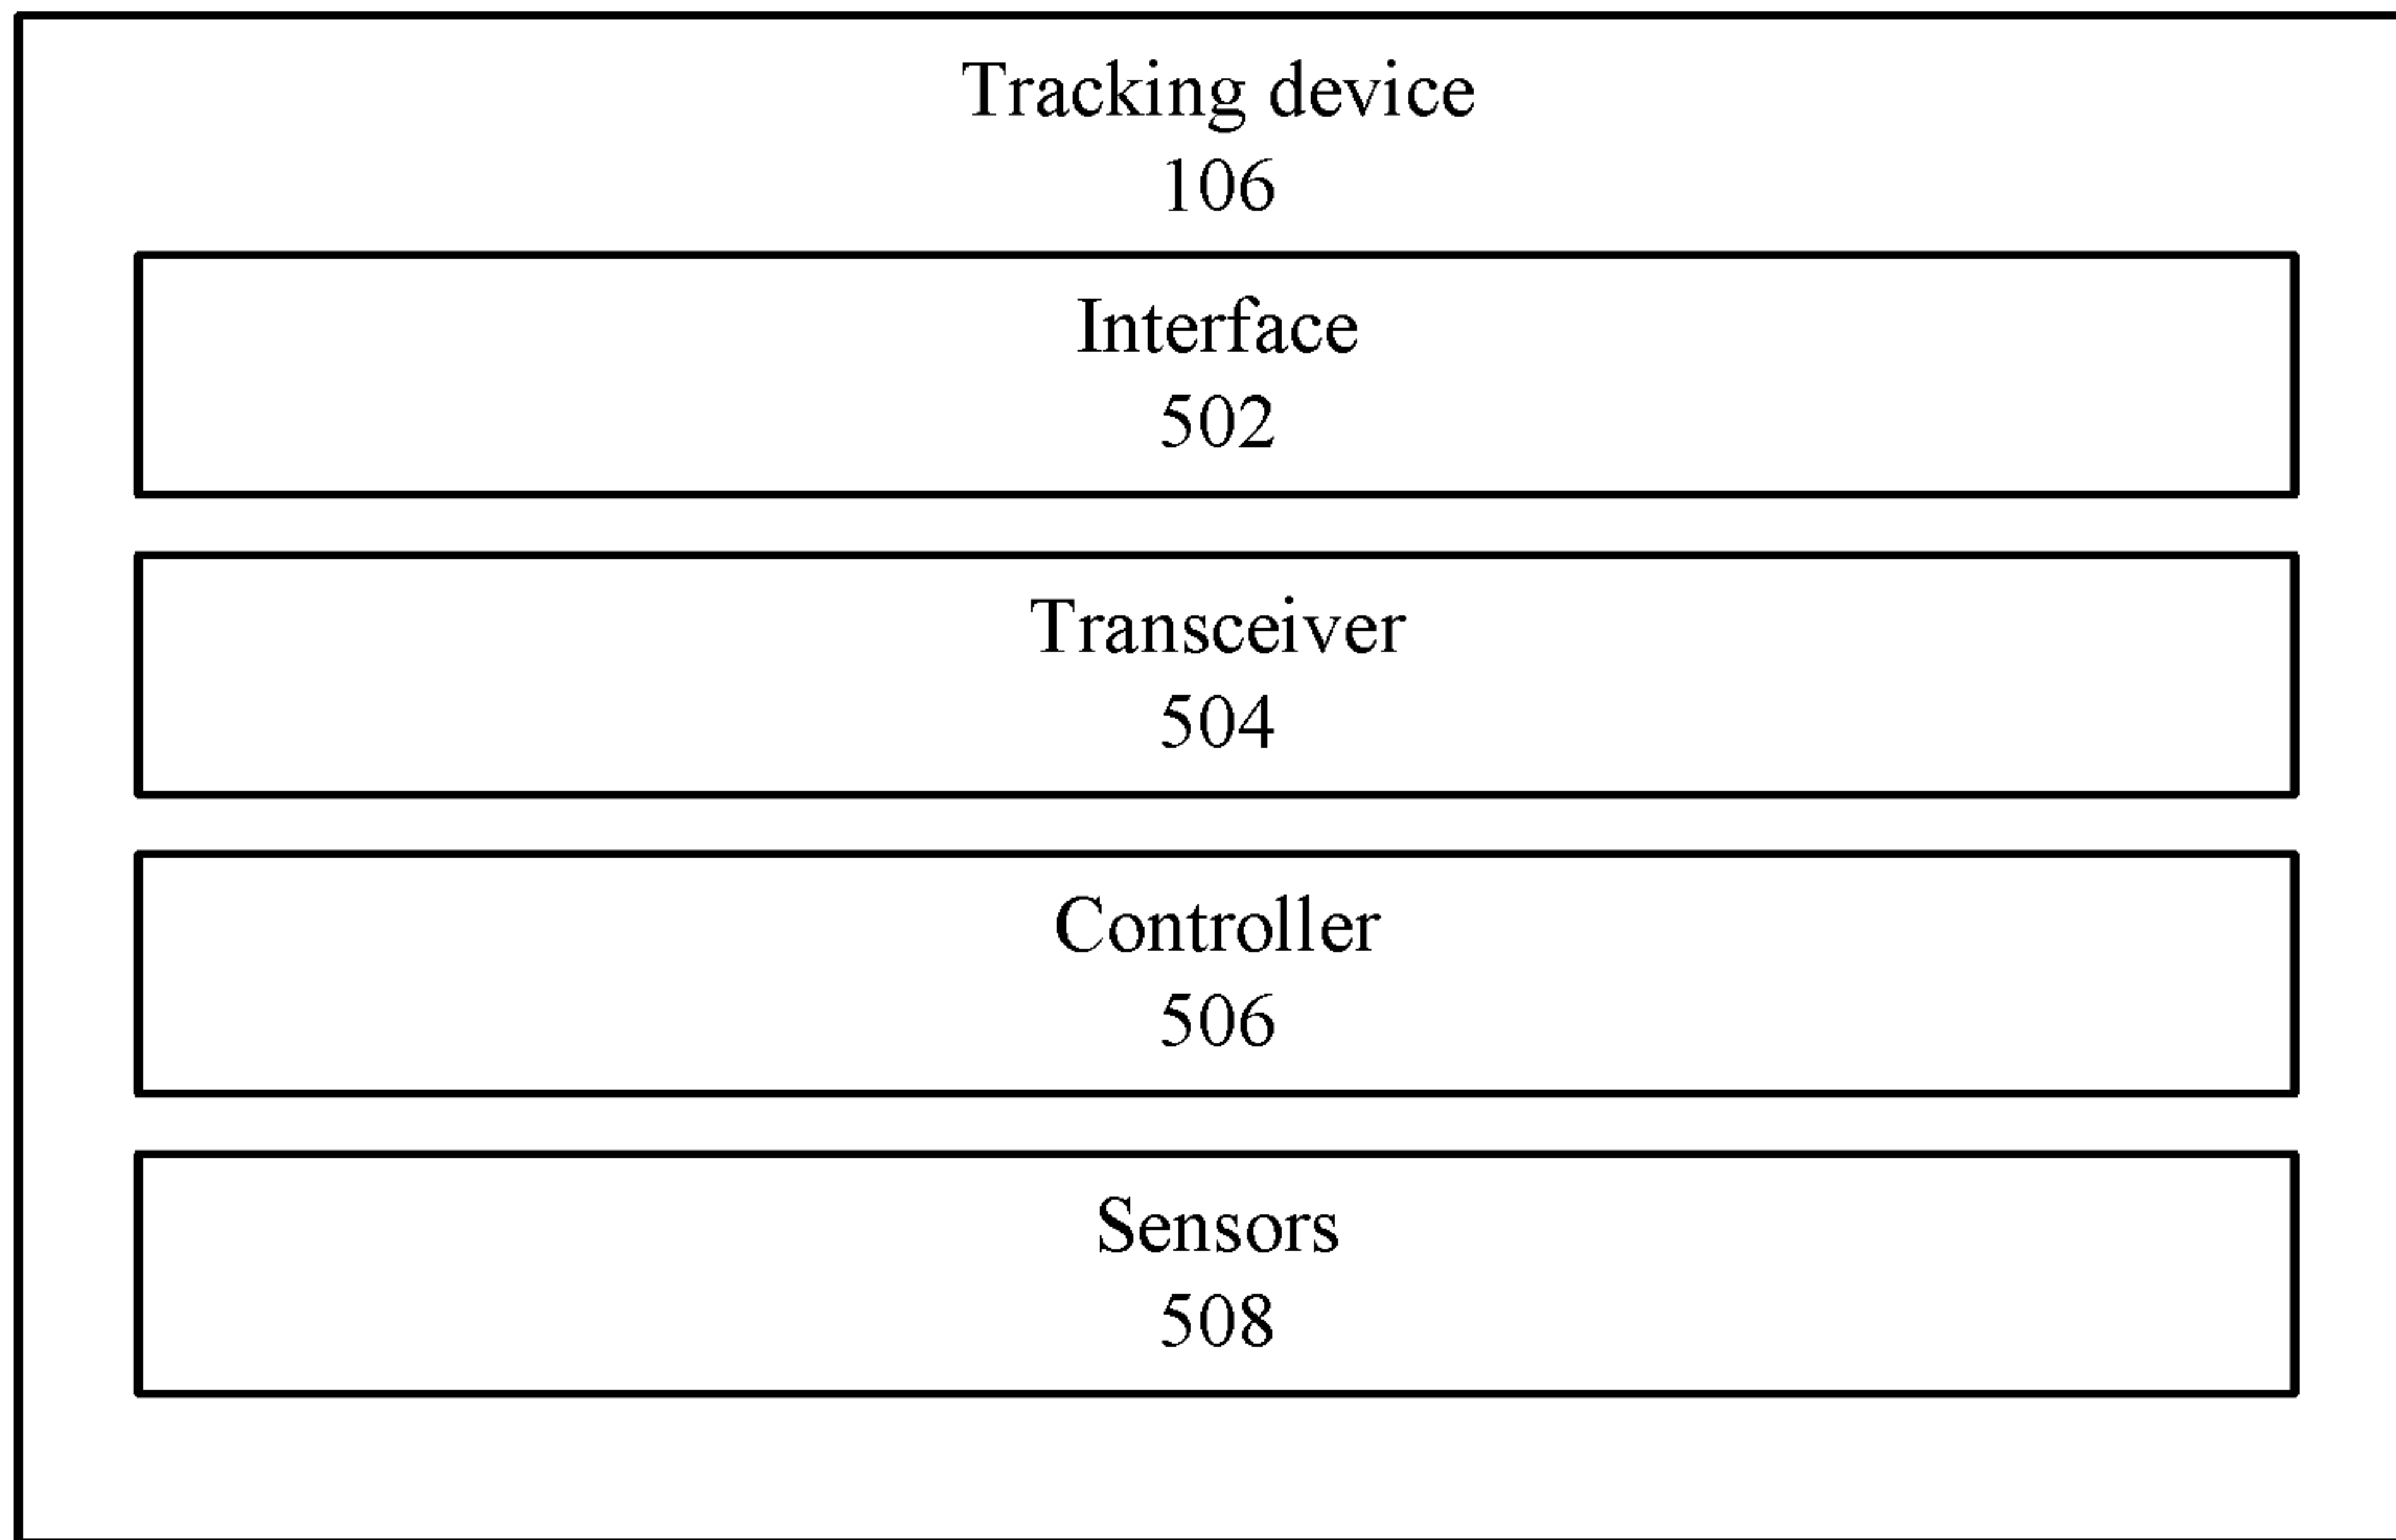 Tracking device
106
Interface
502
Transceiver
504
Controller
506
Sensors
508